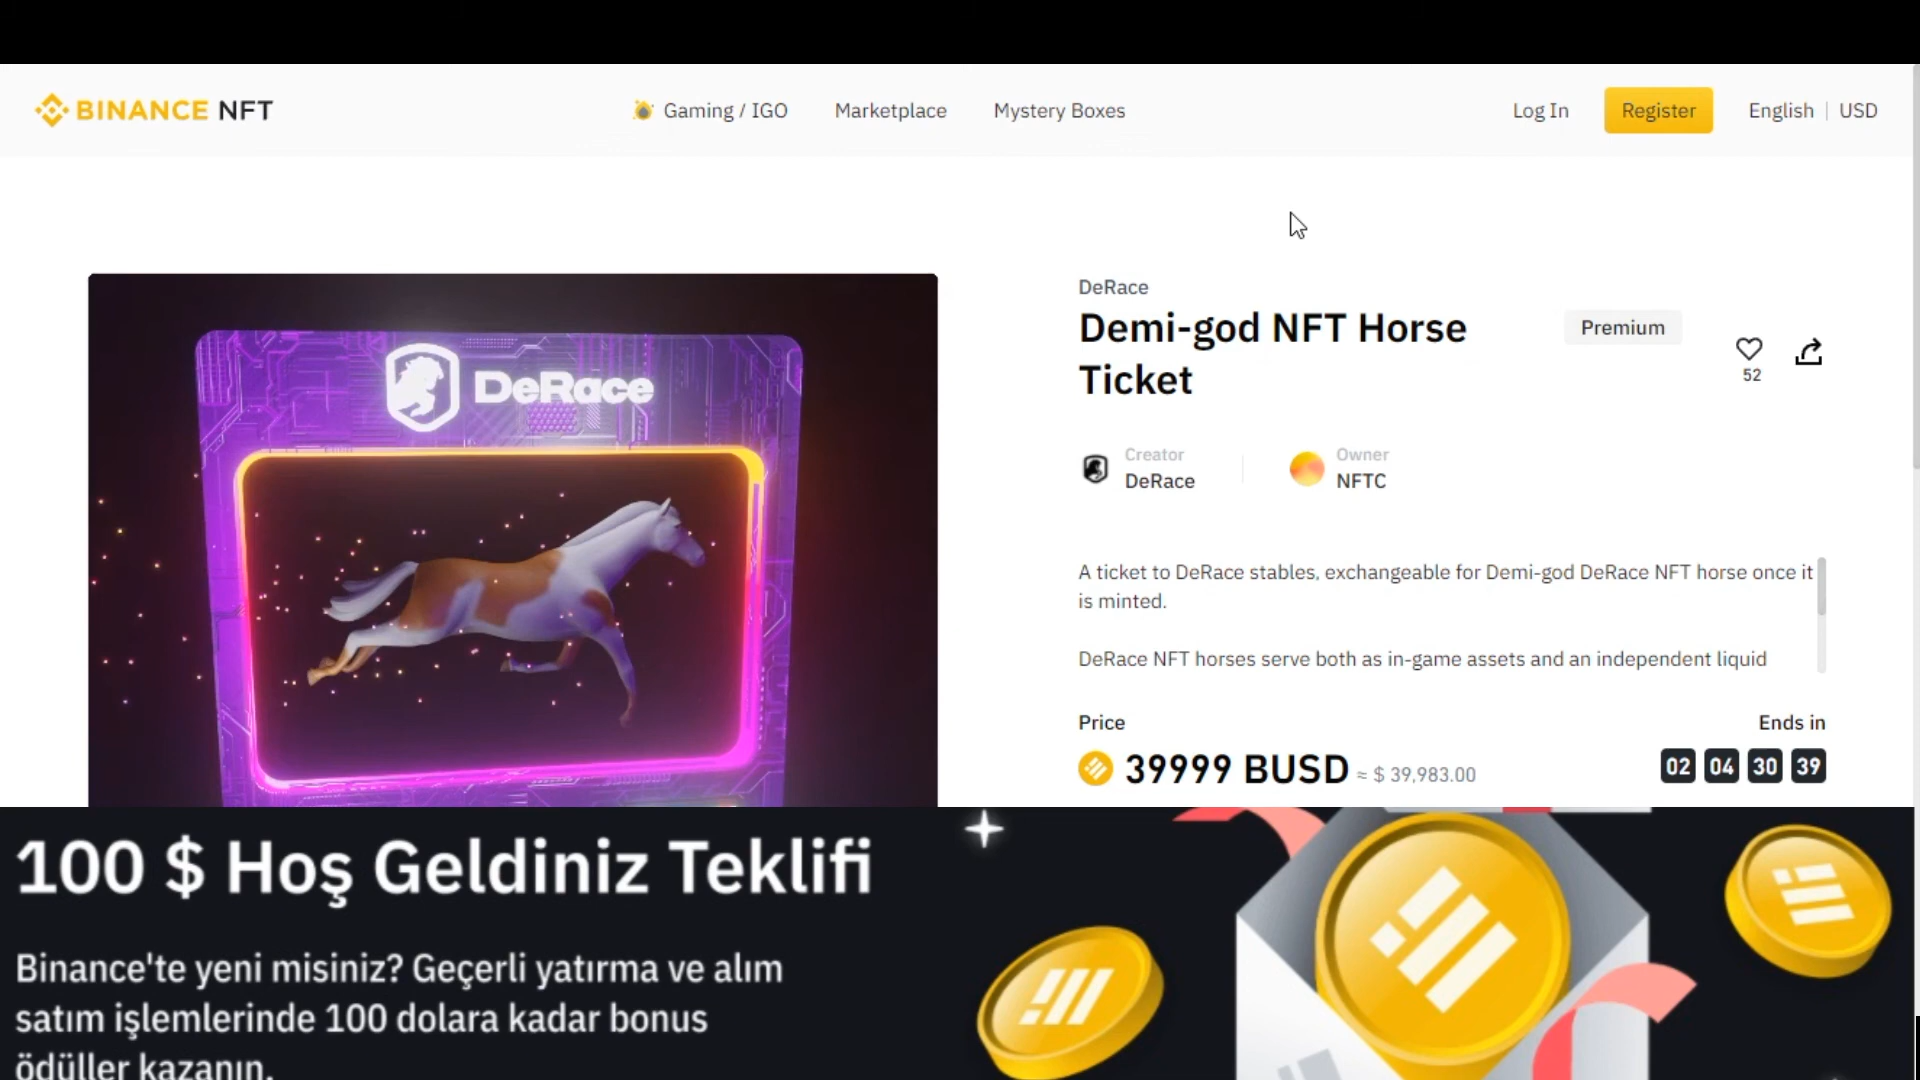 BINANCE NFT
Gaming / IGO
Marketplace
Mystery Boxes
Log In
Register
English | USD
DeRace
DeRace
Demi-god NFT Horse
Ticket
Premium
52
Creator
DeRace
Owner
NFTC
A ticket to DeRace stables, exchangeable for Demi-god DeRace NFT horse once it
is minted.
DeRace NFT horses serve both as in-game assets and an independent liquid
Price
Ends in
39999 BUSD ≈ $ 39,983.00
02 04 30 39
100 $ Hoş Geldiniz Teklifi
Binance'te yeni misiniz? Geçerli yatırma ve alım
satım işlemlerinde 100 dolara kadar bonus
ödüller kazanın.